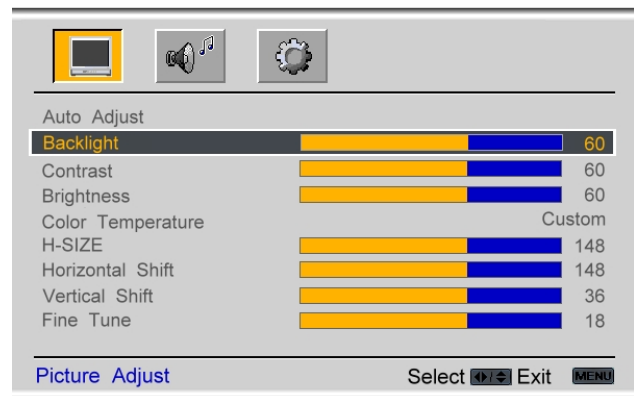 Auto Adjust
Backlight 60
Contrast 60
Brightness 60
Color Temperature Custom
H-SIZE 148
Horizontal Shift 148
Vertical Shift 36
Fine Tune 18
Picture Adjust Select / Exit MENU